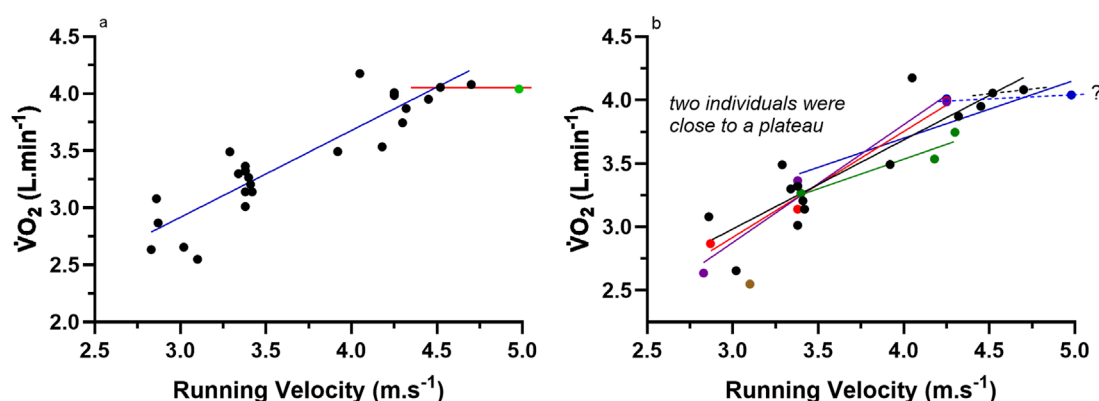 a
4.5
4.0
3.5
3.0
2.5
2.0
V̇O₂ (L.min⁻¹)
2.5 3.0 3.5 4.0 4.5 5.0
Running Velocity (m.s⁻¹)
b
4.5
4.0
3.5
3.0
2.5
V̇O₂ (L.min⁻¹)
two individuals were
close to a plateau
?
2.5 3.0 3.5 4.0 4.5 5.0
Running Velocity (m.s⁻¹)